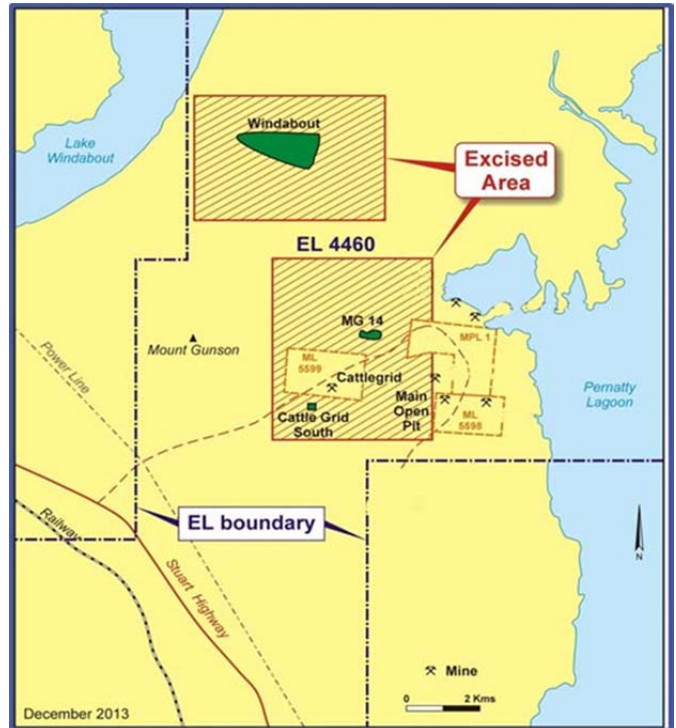 Lake
Windabout
Windabout
Excised
Area
EL 4460
MG 14
Mount Gunson
Power Line
ML
5599
Cattlegrid
Cattle Grid
South
Main
Open
Pit
MPL 1
ML
5598
Pernatty
Lagoon
EL boundary
Railway
Stuart Highway
N
Mine
0 2 Kms
December 2013